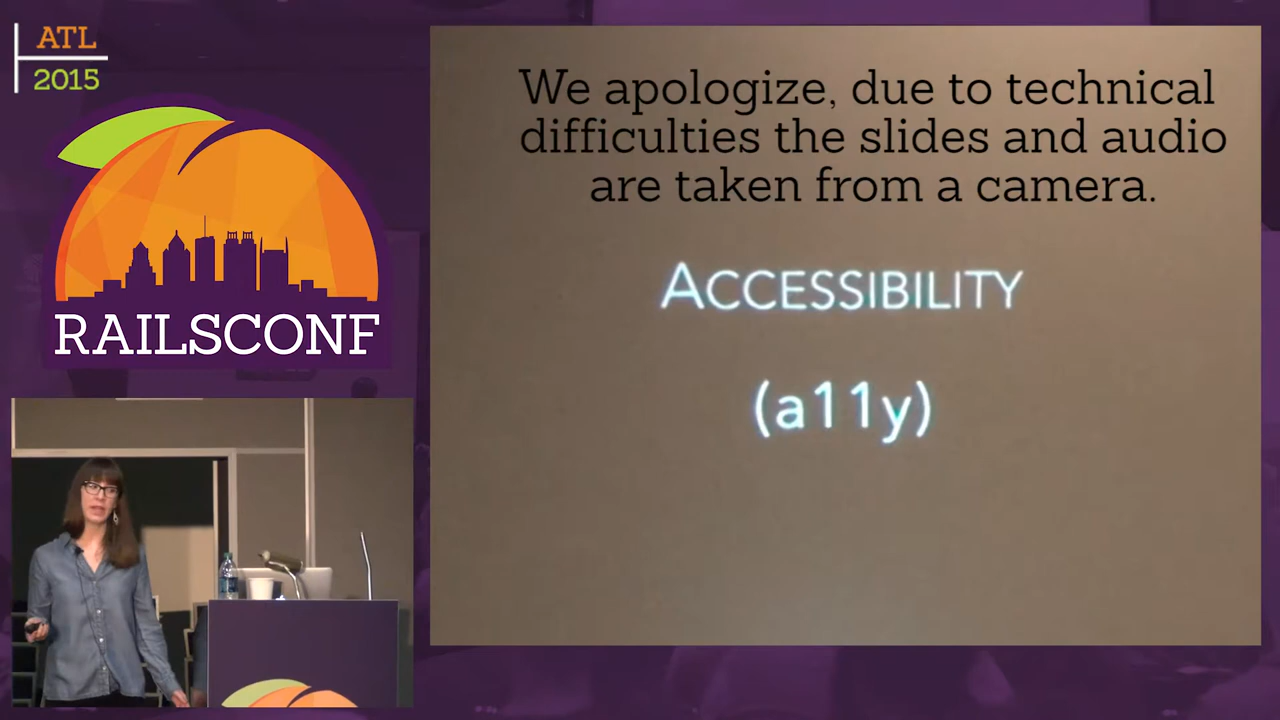 ATL
2015
RAILSCONF
We apologize, due to technical
difficulties the slides and audio
are taken from a camera.
ACCESSIBILITY
(a11y)